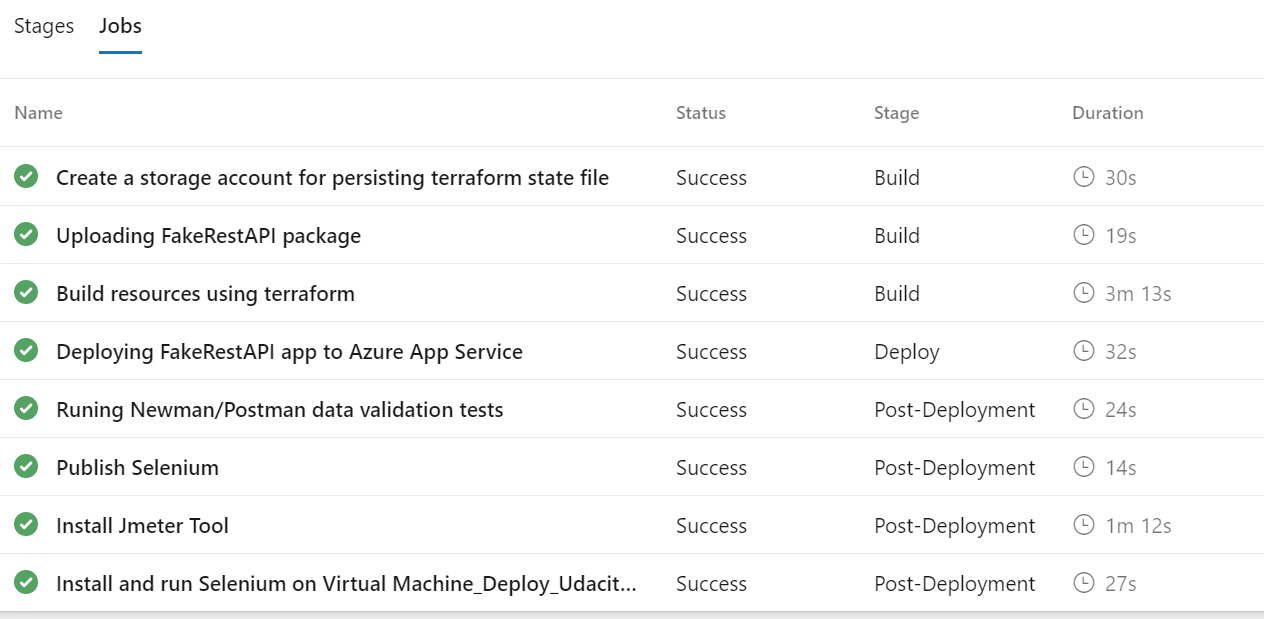 Stages Jobs
Name Status Stage Duration
Create a storage account for persisting terraform state file Success Build 30s
Uploading FakeRestAPI package Success Build 19s
Build resources using terraform Success Build 3m 13s
Deploying FakeRestAPI app to Azure App Service Success Deploy 32s
Runing Newman/Postman data validation tests Success Post-Deployment 24s
Publish Selenium Success Post-Deployment 14s
Install Jmeter Tool Success Post-Deployment 1m 12s
Install and run Selenium on Virtual Machine_Deploy_Udacit... Success Post-Deployment 27s